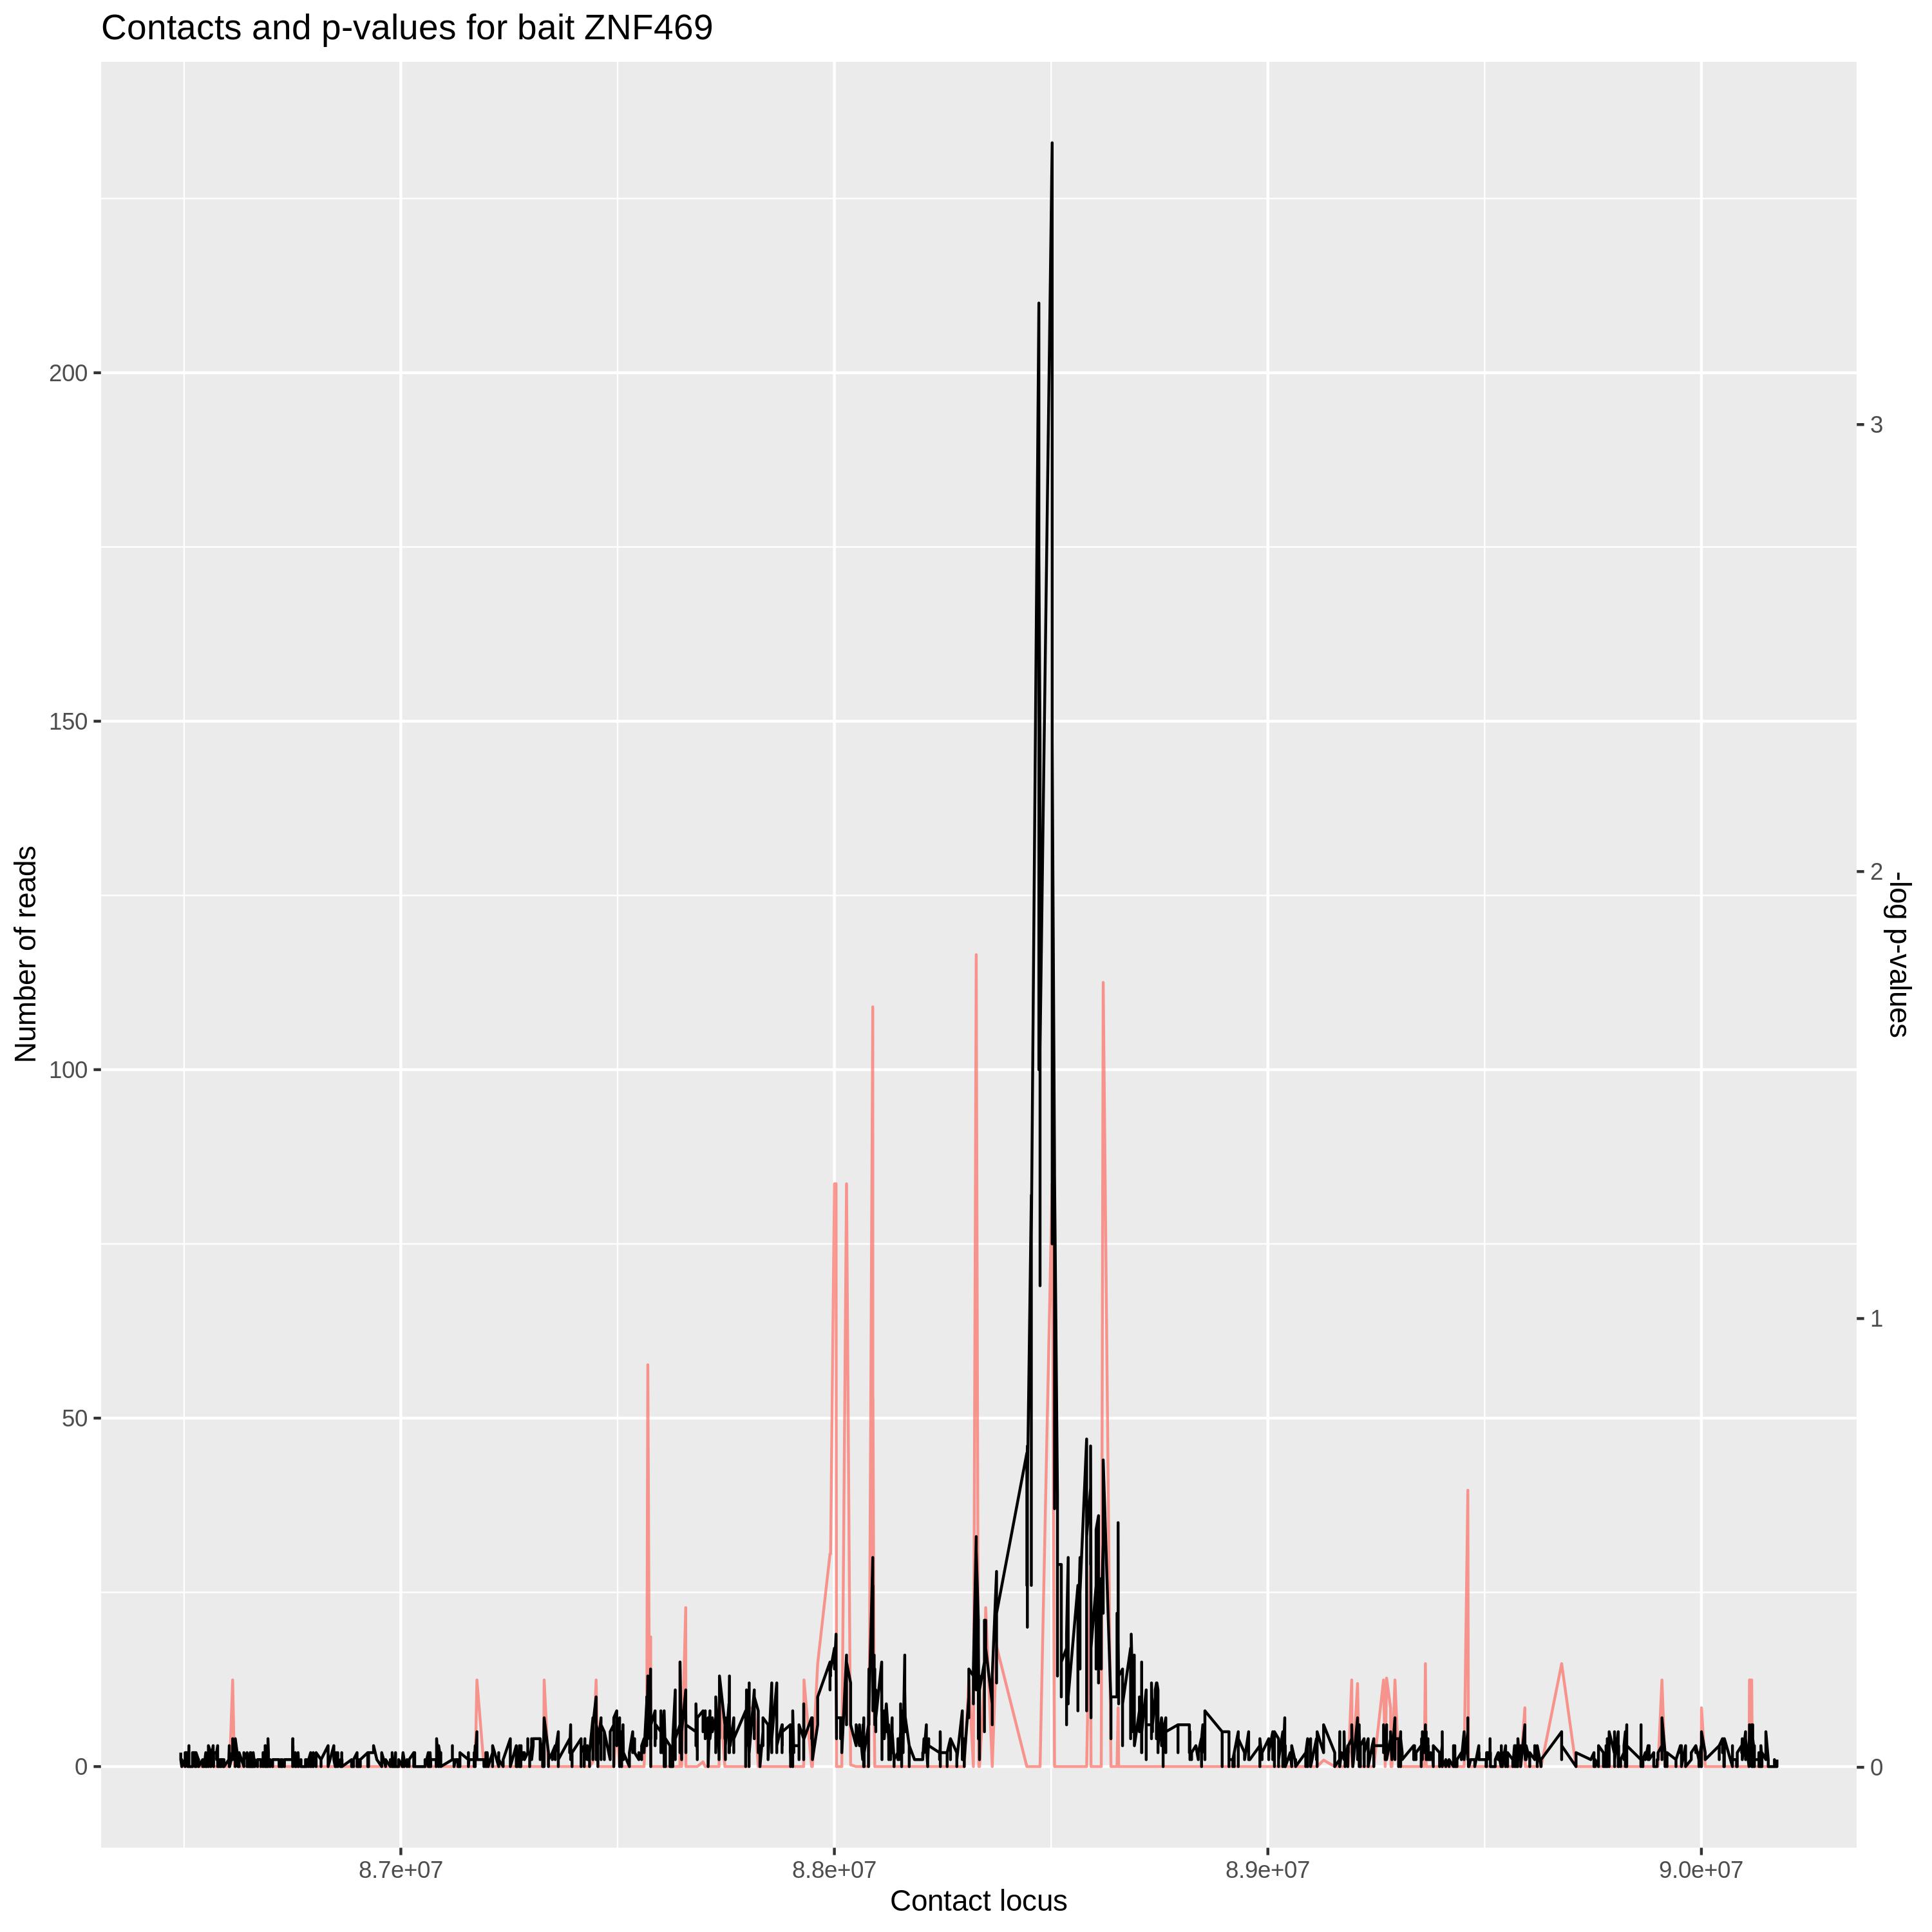 Contacts and p-values for bait ZNF469
200
150
100
50
0
Number of reads
3
2
1
0
-log p-values
8.7e+07
8.8e+07
8.9e+07
9.0e+07
Contact locus